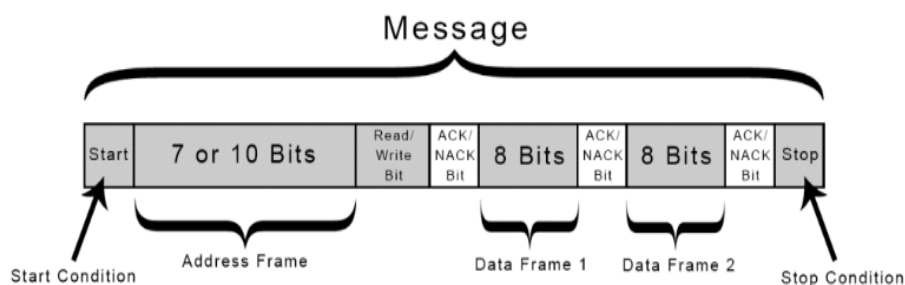 Message
Start
7 or 10 Bits
Read/
Write
Bit
ACK/
NACK
Bit
8 Bits
ACK/
NACK
Bit
8 Bits
ACK/
NACK
Bit
Stop
Start Condition
Address Frame
Data Frame 1
Data Frame 2
Stop Condition